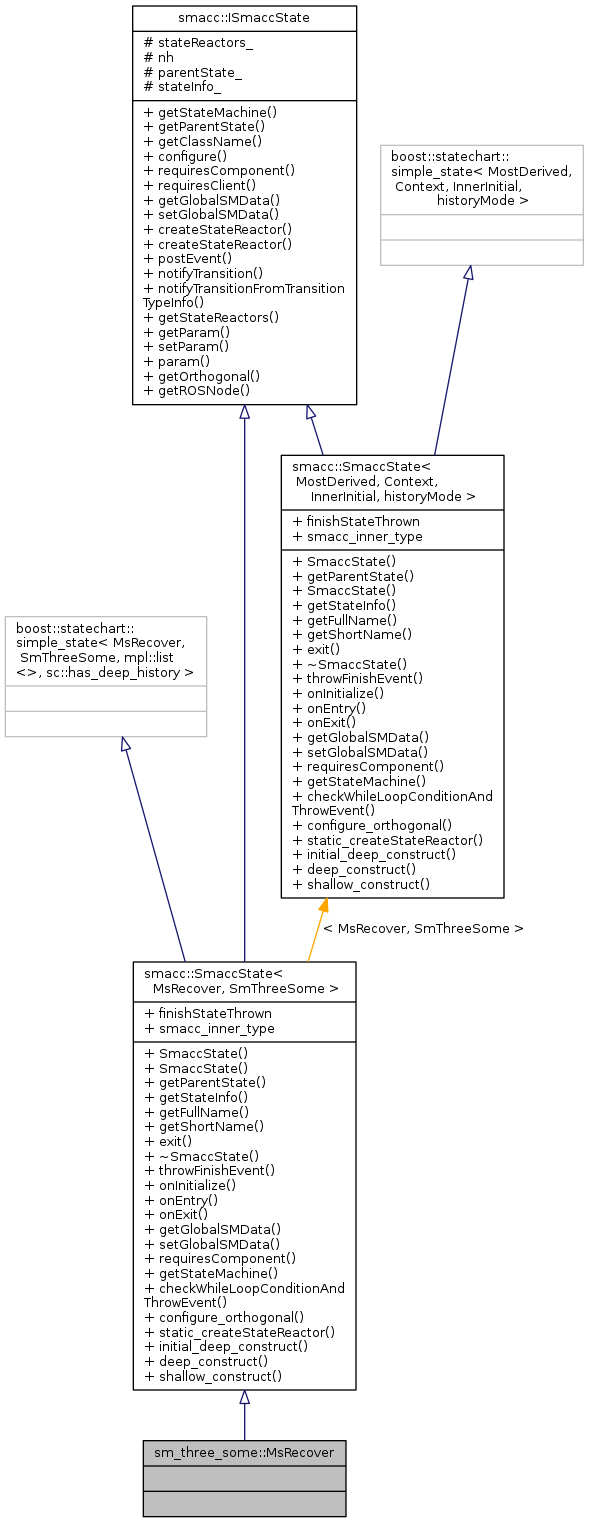 smacc::ISmaccState
# stateReactors_
# nh
# parentState_
# stateInfo_
+ getStateMachine()
+ getParentState()
+ getClassName()
+ configure()
+ requiresComponent()
+ requiresClient()
+ getGlobalSMData()
+ setGlobalSMData()
+ createStateReactor()
+ createStateReactor()
+ postEvent()
+ notifyTransition()
+ notifyTransitionFromTransition
TypeInfo()
+ getStateReactors()
+ getParam()
+ setParam()
+ param()
+ getOrthogonal()
+ getROSNode()
boost::statechart::
simple_state< MostDerived,
Context, InnerInitial,
historyMode >
smacc::SmaccState<
MostDerived, Context,
InnerInitial, historyMode >
+ finishStateThrown
+ smacc_inner_type
+ SmaccState()
+ getParentState()
+ SmaccState()
+ getStateInfo()
+ getFullName()
+ getShortName()
+ exit()
+ ~SmaccState()
+ throwFinishEvent()
+ onInitialize()
+ onEntry()
+ onExit()
+ getGlobalSMData()
+ setGlobalSMData()
+ requiresComponent()
+ getStateMachine()
+ checkWhileLoopConditionAnd
ThrowEvent()
+ configure_orthogonal()
+ static_createStateReactor()
+ initial_deep_construct()
+ deep_construct()
+ shallow_construct()
boost::statechart::
simple_state< MsRecover,
SmThreeSome, mpl::list
<>, sc::has_deep_history >
< MsRecover, SmThreeSome >
smacc::SmaccState<
MsRecover, SmThreeSome >
+ finishStateThrown
+ smacc_inner_type
+ SmaccState()
+ SmaccState()
+ getParentState()
+ getStateInfo()
+ getFullName()
+ getShortName()
+ exit()
+ ~SmaccState()
+ throwFinishEvent()
+ onInitialize()
+ onEntry()
+ onExit()
+ getGlobalSMData()
+ setGlobalSMData()
+ requiresComponent()
+ getStateMachine()
+ checkWhileLoopConditionAnd
ThrowEvent()
+ configure_orthogonal()
+ static_createStateReactor()
+ initial_deep_construct()
+ deep_construct()
+ shallow_construct()
sm_three_some::MsRecover